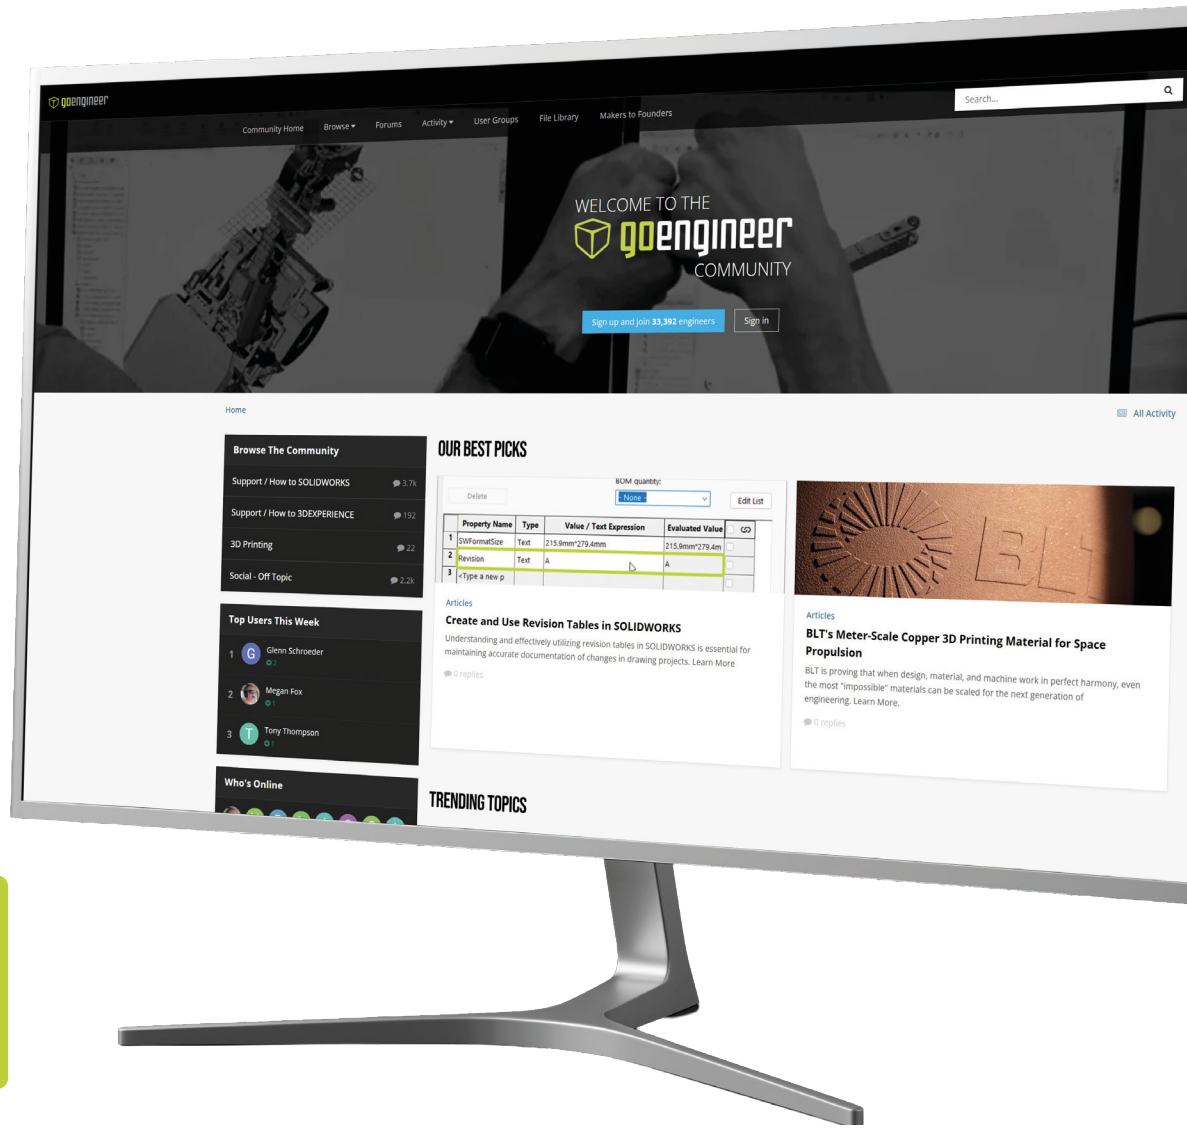 goengineer
Search...
Community Home Browse Forums Activity User Groups File Library Makers to Founders
WELCOME TO THE
goengineer
COMMUNITY
Sign up and join 33,392 engineers Sign in
Home
All Activity
Browse The Community
Support / How to SOLIDWORKS 3.7k
Support / How to 3DEXPERIENCE 192
3D Printing 22
Social - Off Topic 2.2k
Top Users This Week
1 G Glenn Schroeder
2
2 Megan Fox
1
3 T Tony Thompson
1
Who's Online
OUR BEST PICKS
BOM quantity:
Delete - None - Edit List
Property Name Type Value / Text Expression Evaluated Value
1 SWFormatSize Text 215.9mm*279.4mm 215.9mm*279.4m
2 Revision Text A A
3 <Type a new p
Articles
Create and Use Revision Tables in SOLIDWORKS
Understanding and effectively utilizing revision tables in SOLIDWORKS is essential for
maintaining accurate documentation of changes in drawing projects. Learn More
0 replies
BLT
Articles
BLT's Meter-Scale Copper 3D Printing Material for Space
Propulsion
BLT is proving that when design, material, and machine work in perfect harmony, even
the most "impossible" materials can be scaled for the next generation of
engineering. Learn More.
0 replies
TRENDING TOPICS